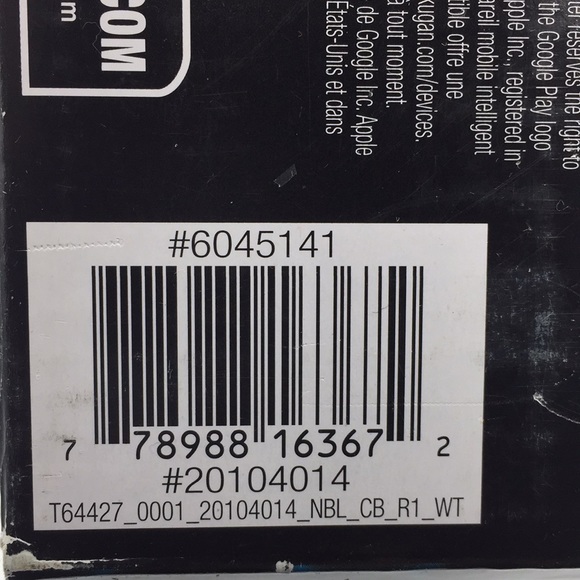 reserves the right to
the Google Play logo
pple Inc., registered in
areil mobile intelligent
tible offre une
kugan.com/devices.
à tout moment.
de Google Inc. Apple
États-Unis et dans
.COM
m
#6045141
7 78988 16367 2
#20104014
T64427_0001_20104014_NBL_CB_R1_WT